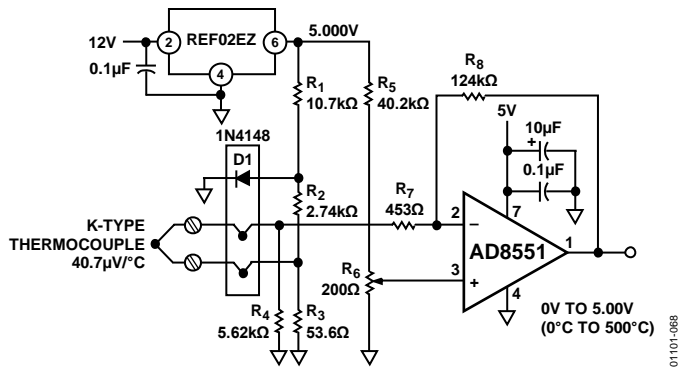 REF02EZ
12V
2
6
5.000V
0.1µF
4
R1
10.7kΩ
R5
40.2kΩ
R8
124kΩ
1N4148
D1
5V
10µF
+
0.1µF
R2
2.74kΩ
R7
453Ω
7
K-TYPE
THERMOCOUPLE
40.7µV/°C
2
–
AD8551
1
R6
200Ω
3
+
4
R4
5.62kΩ
R3
53.6Ω
0V TO 5.00V
(0°C TO 500°C)
01101-068